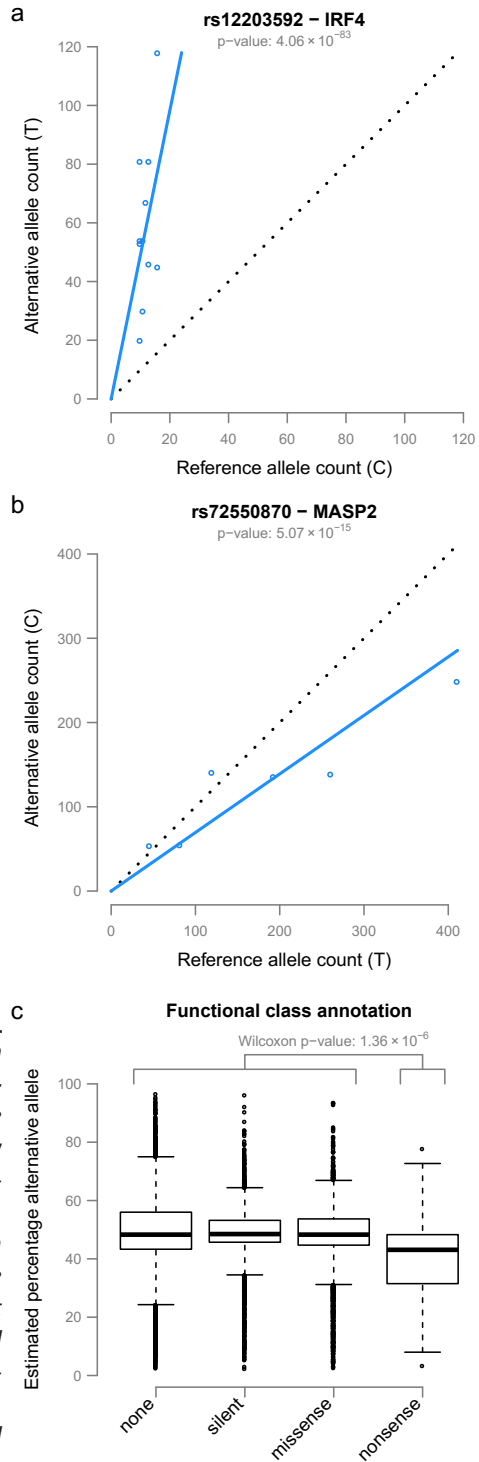 a
rs12203592 – IRF4
p−value: 4.06 × 10⁻⁸³
Alternative allele count (T)
120
100
80
60
40
20
0
0 20 40 60 80 100 120
Reference allele count (C)
b
rs72550870 – MASP2
p−value: 5.07 × 10⁻¹⁵
Alternative allele count (C)
400
300
200
100
0
0 100 200 300 400
Reference allele count (T)
c
Functional class annotation
Wilcoxon p−value: 1.36 × 10⁻⁶
Estimated percentage alternative allele
100
80
60
40
20
0
none silent missense nonsense